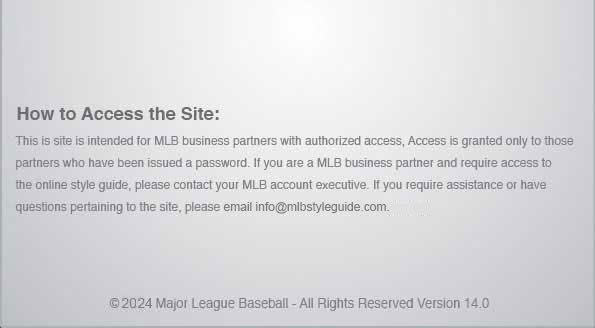 How to Access the Site:
This is site is intended for MLB business partners with authorized access, Access is granted only to those
partners who have been issued a password. If you are a MLB business partner and require access to
the online style guide, please contact your MLB account executive. If you require assistance or have
questions pertaining to the site, please email info@mlbstyleguide.com.
© 2024 Major League Baseball - All Rights Reserved Version 14.0